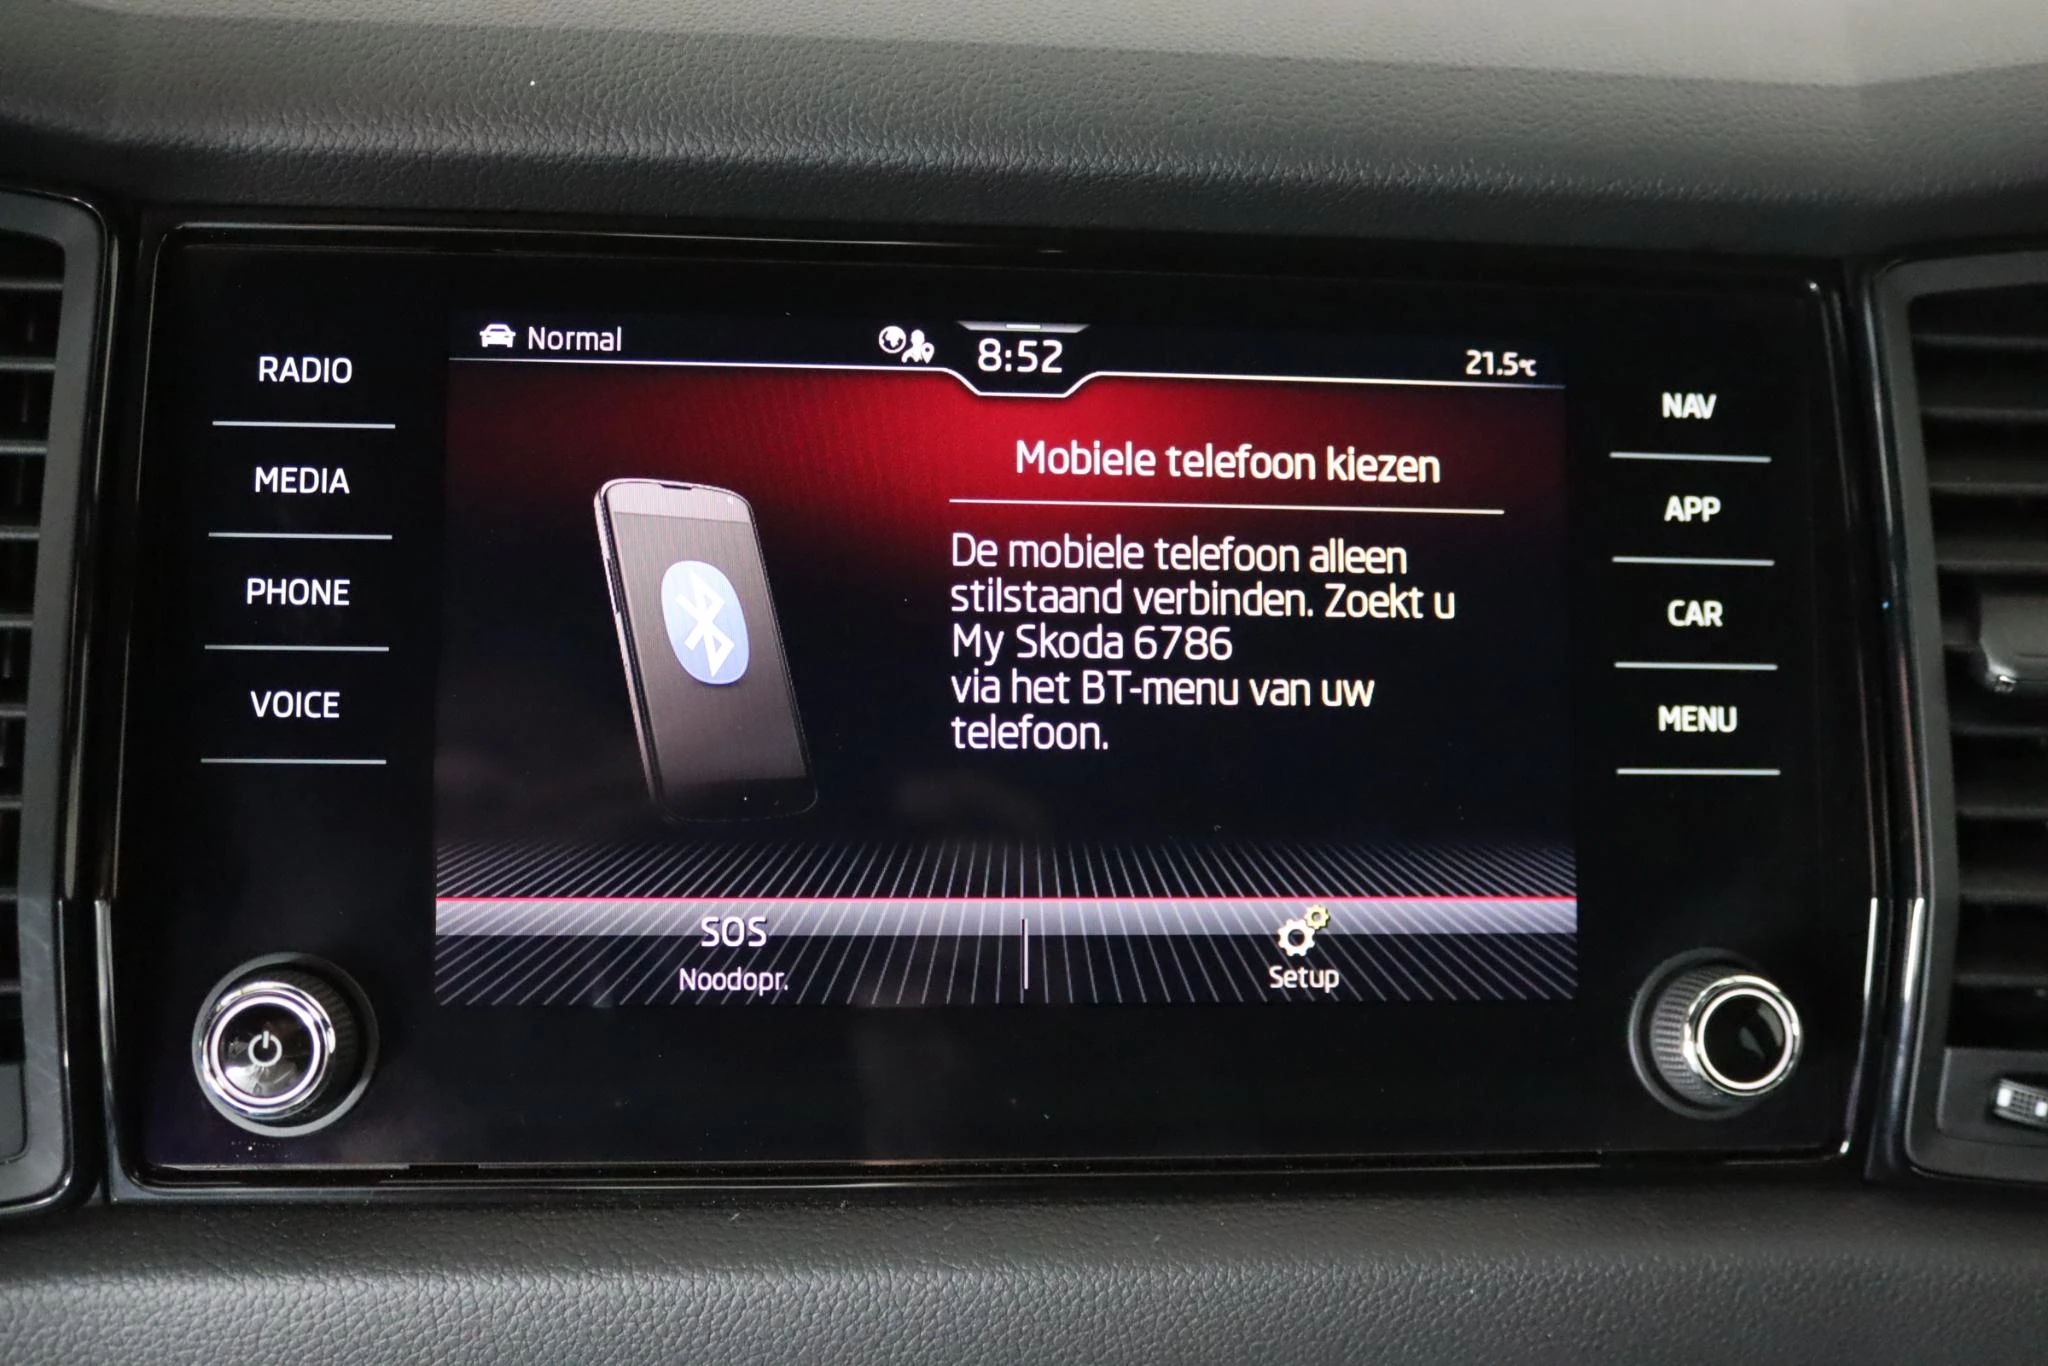 Normal
8:52
21.5°C
RADIO
MEDIA
PHONE
VOICE
Mobiele telefoon kiezen
De mobiele telefoon alleen
stilstaand verbinden. Zoekt u
My Skoda 6786
via het BT-menu van uw
telefoon.
SOS
Noodopr.
Setup
NAV
APP
CAR
MENU